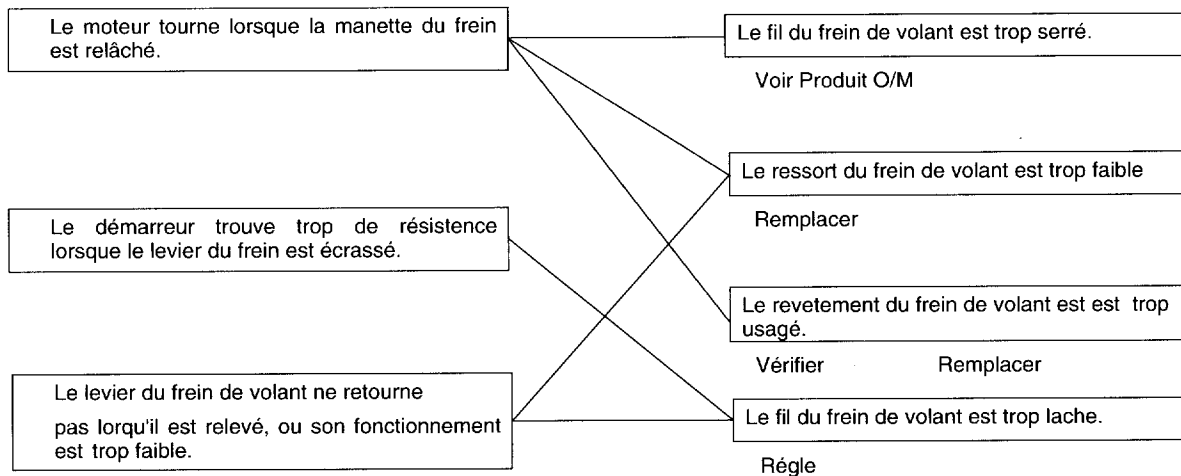 Le moteur tourne lorsque la manette du frein
est relâché.
Le démarreur trouve trop de résistence
lorsque le levier du frein est écrassé.
Le levier du frein de volant ne retourne
pas lorqu'il est relevé, ou son fonctionnement
est trop faible.
Le fil du frein de volant est trop serré.
Voir Produit O/M
Le ressort du frein de volant est trop faible
Remplacer
Le revetement du frein de volant est est trop
usagé.
Vérifier Remplacer
Le fil du frein de volant est trop lache.
Régle